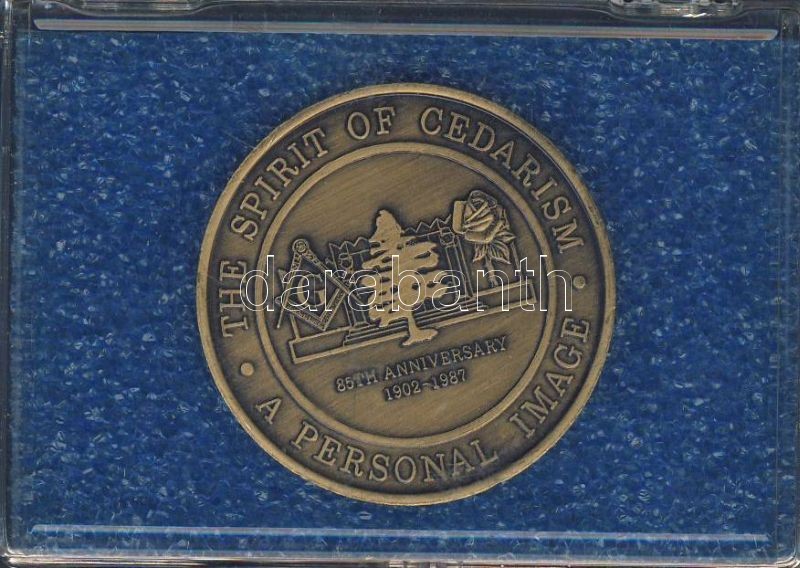 • THE SPIRIT OF CEDARISM •
G
85TH ANNIVERSARY
1902-1987
A PERSONAL IMAGE
darabanth